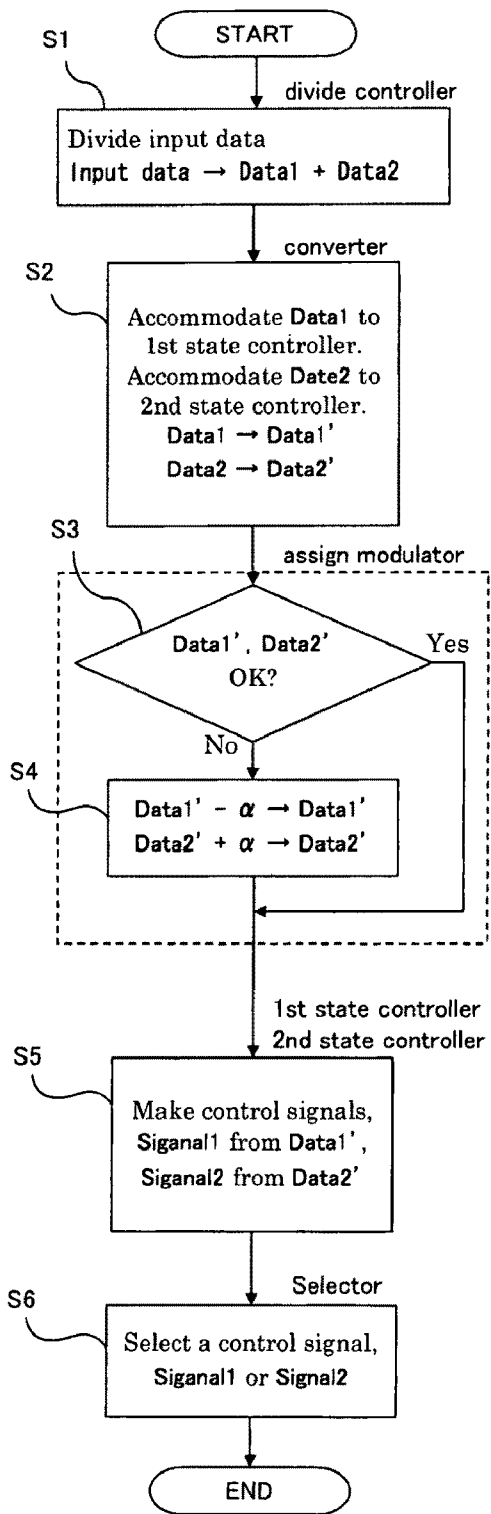 START
S1
divide controller
Divide input data
Input data → Data1 + Data2
converter
S2
Accommodate Data1 to
1st state controller.
Accommodate Date2 to
2nd state controller.
Data1 → Data1'
Data2 → Data2'
S3
assign modulator
Data1', Data2'
OK?
Yes
No
S4
Data1' - α → Data1'
Data2' + α → Data2'
1st state controller
2nd state controller
S5
Make control signals,
Siganal1 from Data1',
Siganal2 from Data2'
Selector
S6
Select a control signal,
Siganal1 or Signal2
END